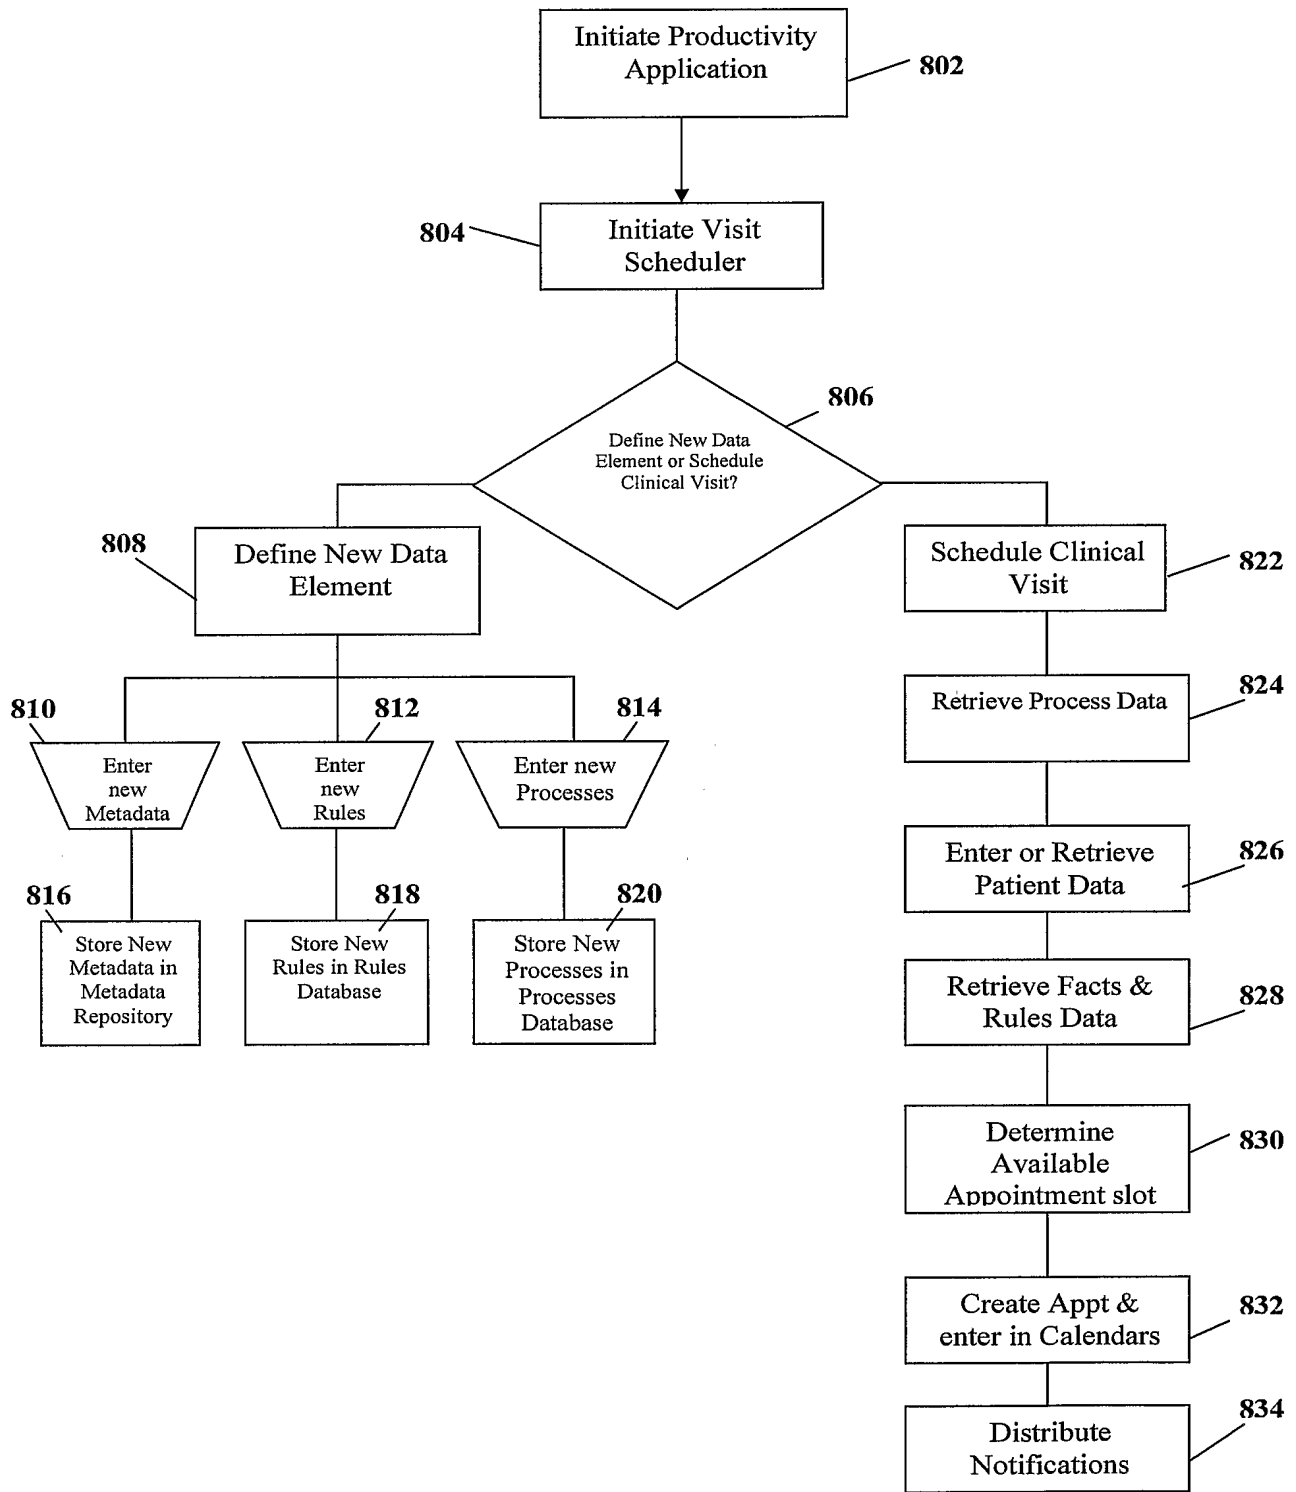 Initiate Productivity
Application
802
804
Initiate Visit
Scheduler
806
Define New Data
Element or Schedule
Clinical Visit?
808
Define New Data
Element
Schedule Clinical
Visit
822
Retrieve Process Data
824
810
812
814
Enter
new
Metadata
Enter
new
Rules
Enter new
Processes
Enter or Retrieve
Patient Data
826
816
818
820
Store New
Metadata in
Metadata
Repository
Store New
Rules in Rules
Database
Store New
Processes in
Processes
Database
Retrieve Facts &
Rules Data
828
Determine
Available
Appointment slot
830
Create Appt &
enter in Calendars
832
Distribute
Notifications
834